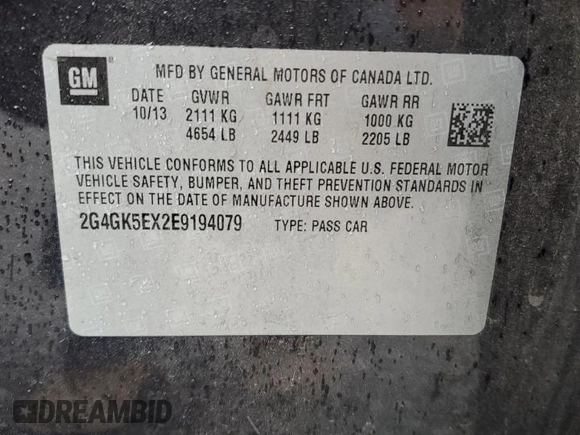 GM
MFD BY GENERAL MOTORS OF CANADA LTD.
DATE GVWR GAWR FRT GAWR RR
10/13 2111 KG 1111 KG 1000 KG
4654 LB 2449 LB 2205 LB
THIS VEHICLE CONFORMS TO ALL APPLICABLE U.S. FEDERAL MOTOR
VEHICLE SAFETY, BUMPER, AND THEFT PREVENTION STANDARDS IN
EFFECT ON THE DATE OF MANUFACTURE SHOWN ABOVE.
2G4GK5EX2E9194079 TYPE: PASS CAR
DREAMBID